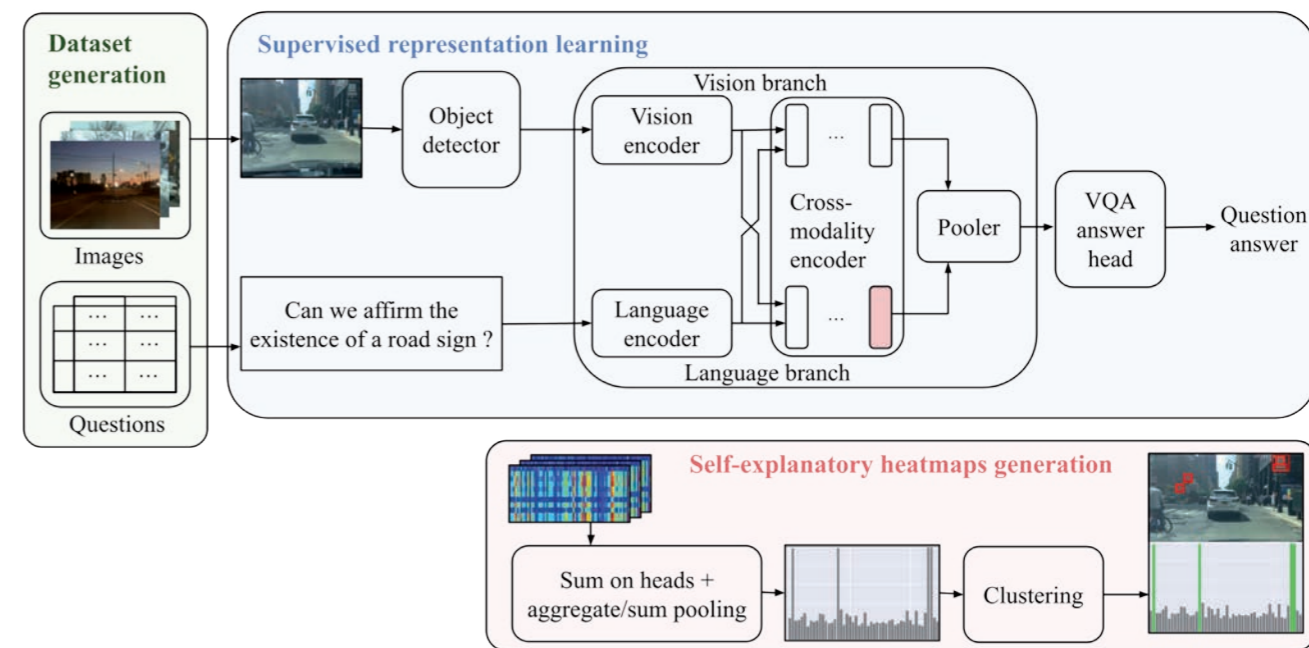 Dataset
generation
Images
...
...
...
...
...
...
Questions
Supervised representation learning
Object
detector
Can we affirm the
existence of a road sign ?
Vision branch
Vision
encoder
Language
encoder
Language branch
...
Cross-
modality
encoder
...
Pooler
VQA
answer
head
Question
answer
Self-explanatory heatmaps generation
Sum on heads +
aggregate/sum pooling
Clustering